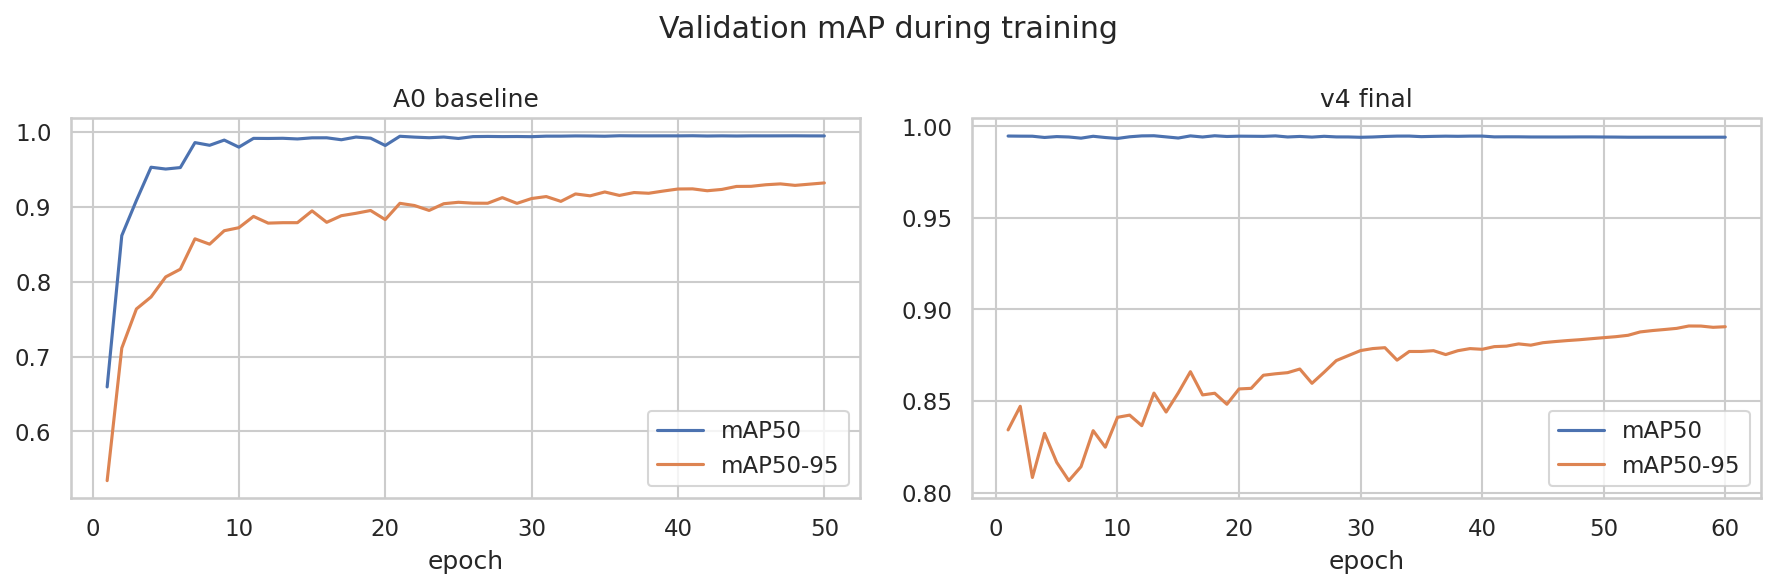 Validation mAP during training
A0 baseline
1.0
0.9
0.8
0.7
0.6
mAP50
mAP50-95
0 10 20 30 40 50
epoch
v4 final
1.00
0.95
0.90
0.85
0.80
mAP50
mAP50-95
0 10 20 30 40 50 60
epoch